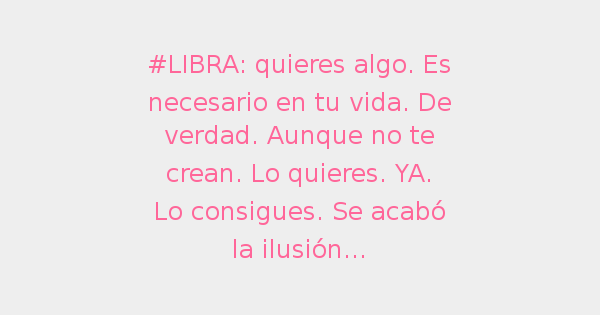 #LIBRA: quieres algo. Es
necesario en tu vida. De
verdad. Aunque no te
crean. Lo quieres. YA.
Lo consigues. Se acabó
la ilusión...